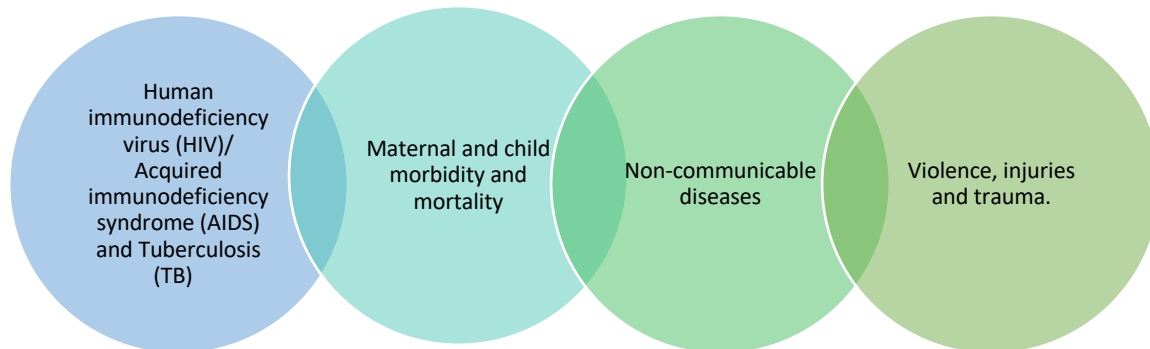 Human
immunodeficiency
virus (HIV)/
Acquired
immunodeficiency
syndrome (AIDS)
and Tuberculosis
(TB)
Maternal and child
morbidity and
mortality
Non-communicable
diseases
Violence, injuries
and trauma.